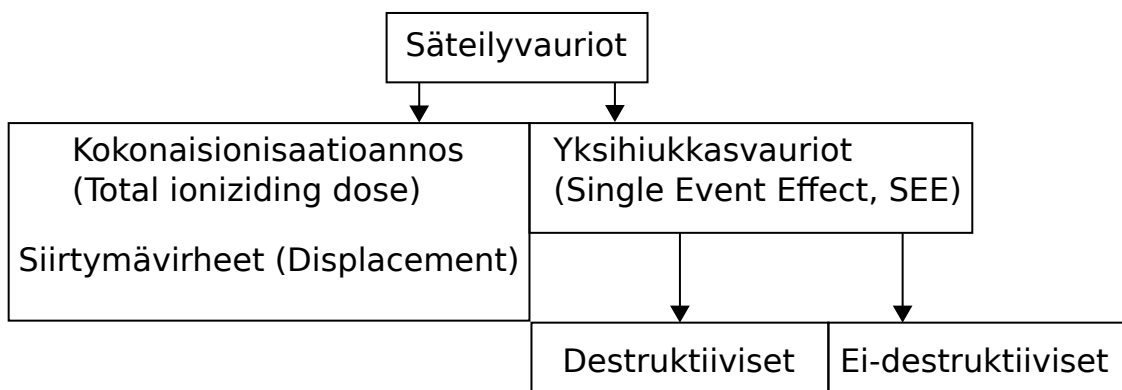 Säteilyvauriot
Kokonaisionisaatioannos
(Total ioniziding dose)
Siirtymävirheet (Displacement)
Yksihiukkasvauriot
(Single Event Effect, SEE)
Destruktiiviset
Ei-destruktiiviset